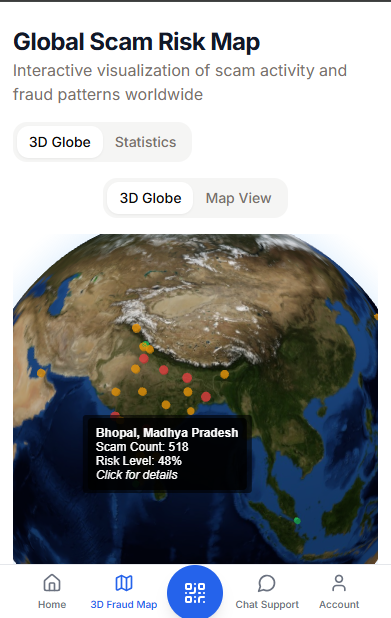 Global Scam Risk Map
Interactive visualization of scam activity and
fraud patterns worldwide
3D Globe
Statistics
3D Globe
Map View
Bhopal, Madhya Pradesh
Scam Count: 518
Risk Level: 48%
Click for details
Home
3D Fraud Map
Chat Support
Account